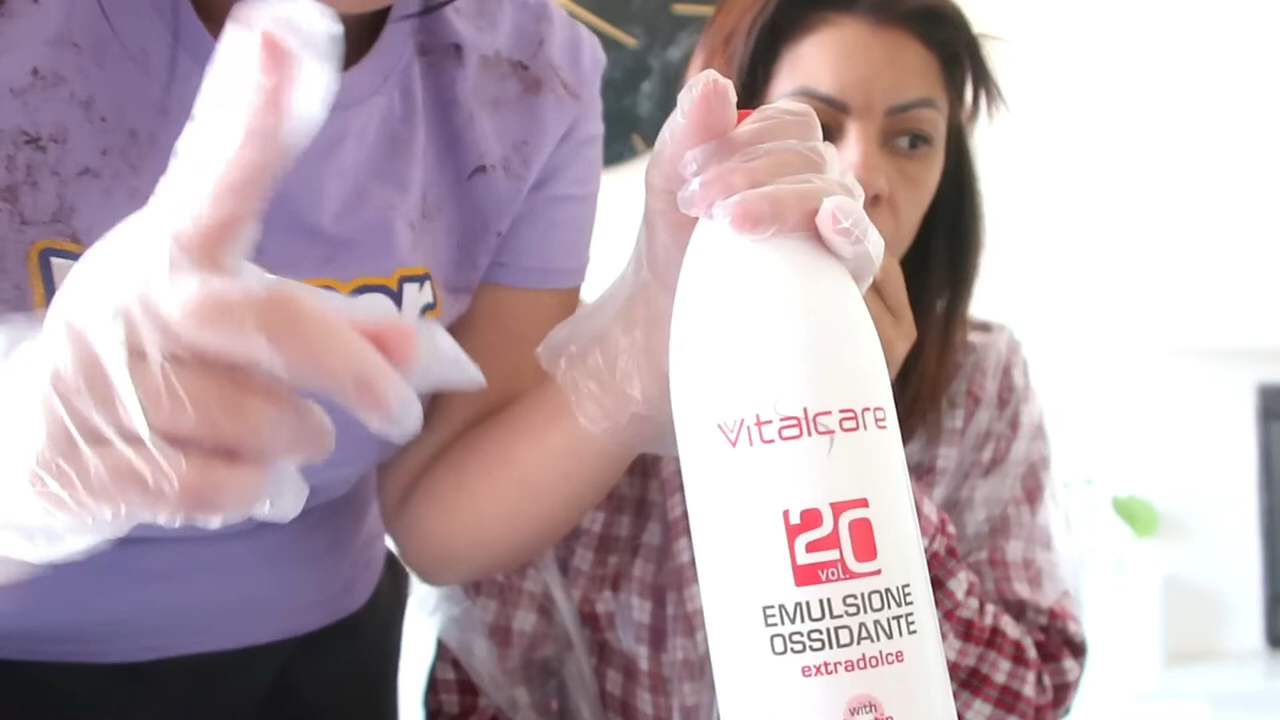 vitalcare
20
vol.
EMULSIONE
OSSIDANTE
extradolce
with